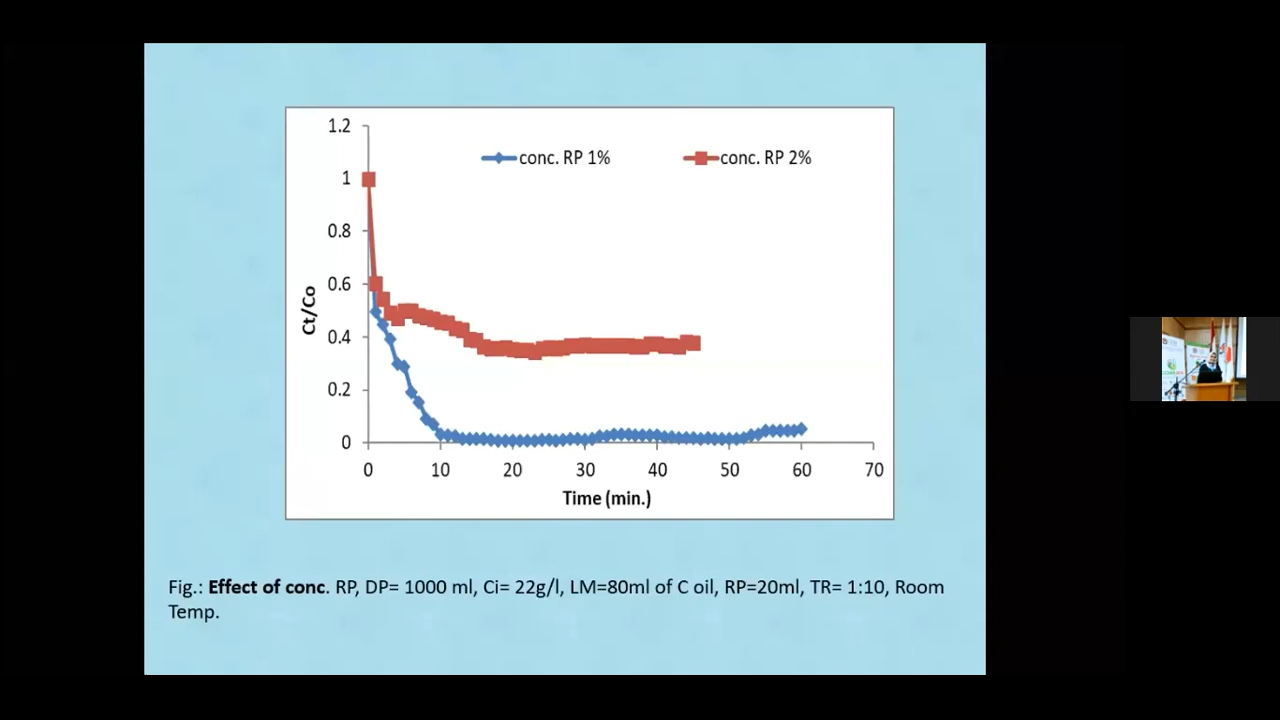 1.2
conc. RP 1%
conc. RP 2%
1
0.8
0.6
Ct/Co
0.4
0.2
0
0 10 20 30 40 50 60 70
Time (min.)
Fig.: Effect of conc. RP, DP= 1000 ml, Ci= 22g/l, LM=80ml of C oil, RP=20ml, TR= 1:10, Room
Temp.